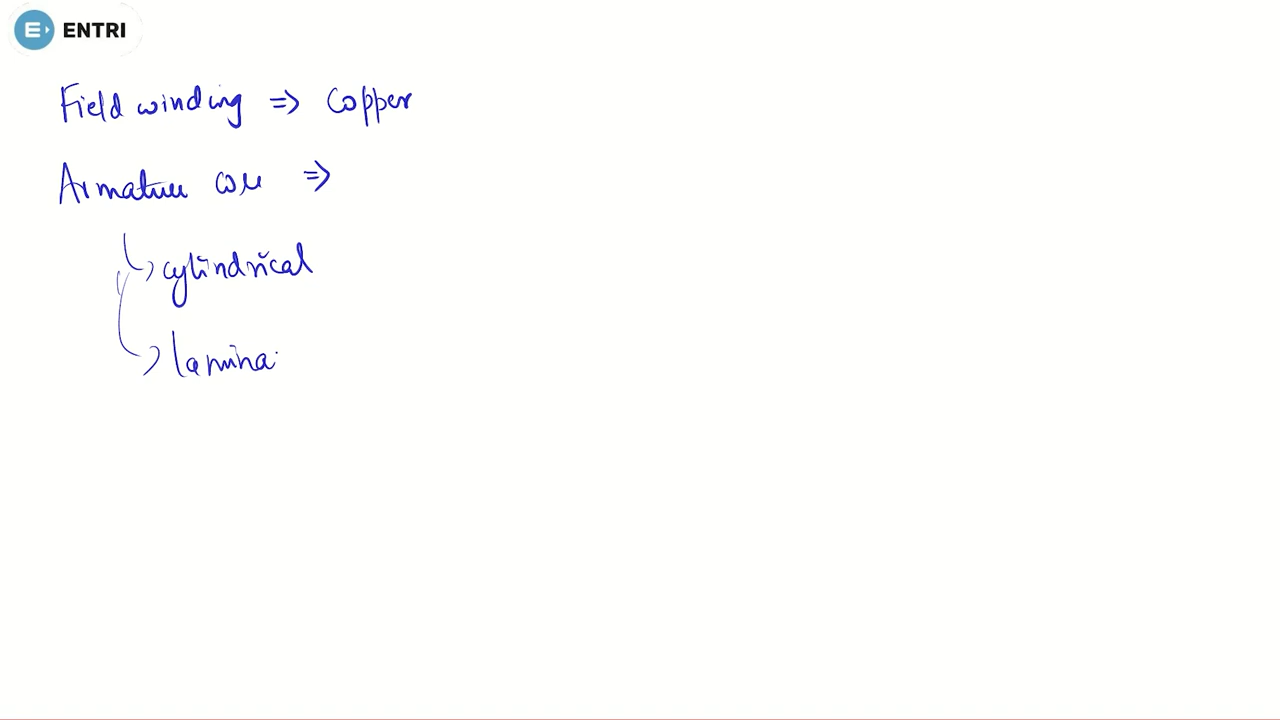 ENTRI
Field winding => Copper
Armature core =>
cylindrical
lamina